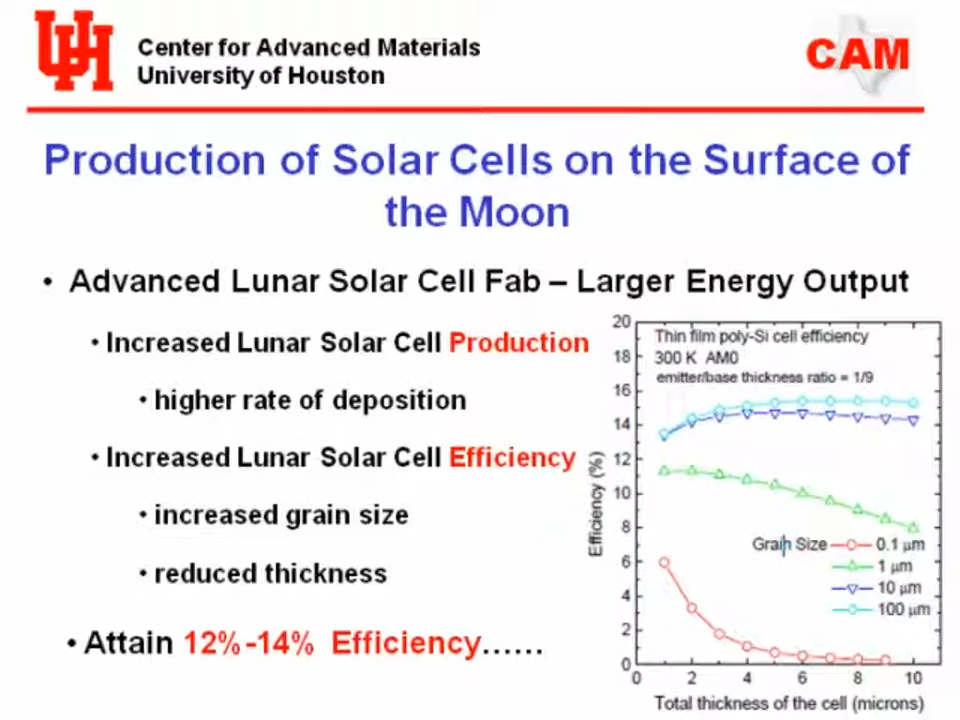 UH
Center for Advanced Materials
University of Houston
CAM
Production of Solar Cells on the Surface of
the Moon
• Advanced Lunar Solar Cell Fab – Larger Energy Output
• Increased Lunar Solar Cell Production
• higher rate of deposition
• Increased Lunar Solar Cell Efficiency
• increased grain size
• reduced thickness
• Attain 12%-14% Efficiency......
Thin film poly-Si cell efficiency
300 K AM0
emitter/base thickness ratio = 1/9
Efficiency (%)
20
18
16
14
12
10
8
6
4
2
0
Grain Size 0.1 µm
1 µm
10 µm
100 µm
0 2 4 6 8 10
Total thickness of the cell (microns)